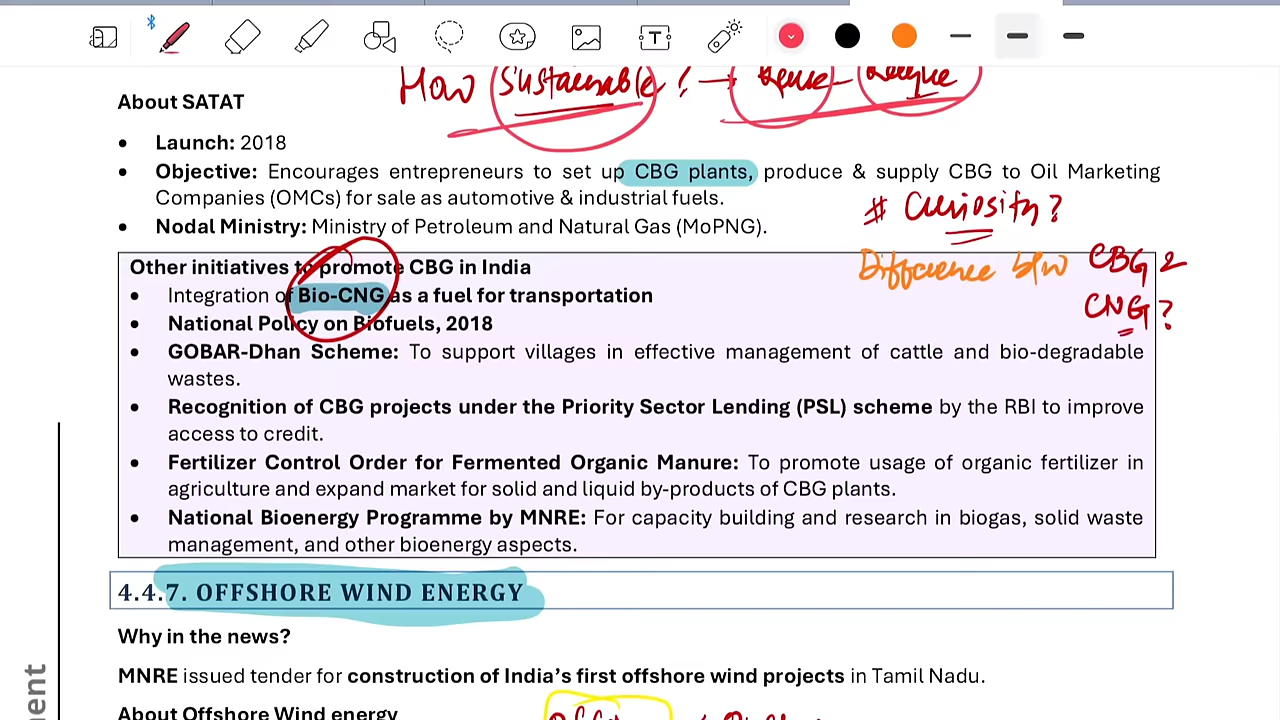 How Sustainable? → Reuse - Recycle
About SATAT
• Launch: 2018
• Objective: Encourages entrepreneurs to set up CBG plants, produce & supply CBG to Oil Marketing
Companies (OMCs) for sale as automotive & industrial fuels.
# Curiosity?
• Nodal Ministry: Ministry of Petroleum and Natural Gas (MoPNG).
Difference b/w CBG &
CNG?
Other initiatives to promote CBG in India
• Integration of Bio-CNG as a fuel for transportation
• National Policy on Biofuels, 2018
• GOBAR-Dhan Scheme: To support villages in effective management of cattle and bio-degradable
wastes.
• Recognition of CBG projects under the Priority Sector Lending (PSL) scheme by the RBI to improve
access to credit.
• Fertilizer Control Order for Fermented Organic Manure: To promote usage of organic fertilizer in
agriculture and expand market for solid and liquid by-products of CBG plants.
• National Bioenergy Programme by MNRE: For capacity building and research in biogas, solid waste
management, and other bioenergy aspects.
4.4.7. OFFSHORE WIND ENERGY
Why in the news?
MNRE issued tender for construction of India's first offshore wind projects in Tamil Nadu.
About Offshore Wind energy
ment